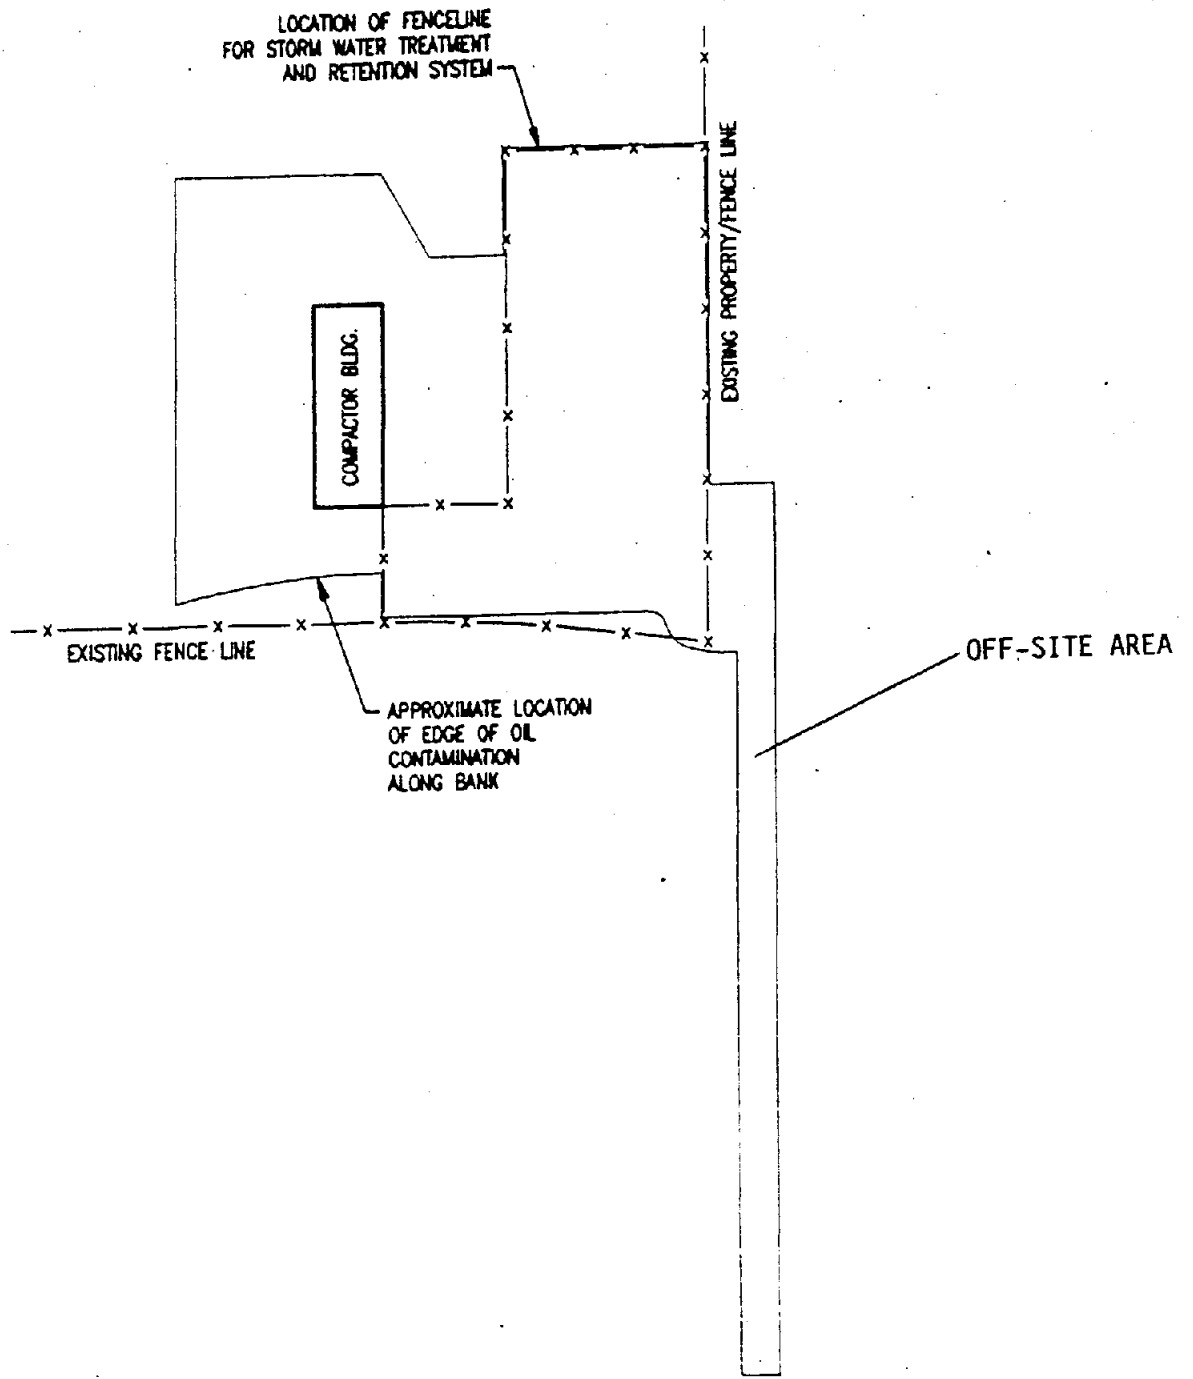 LOCATION OF FENCELINE
FOR STORM WATER TREATMENT
AND RETENTION SYSTEM
EXISTING PROPERTY/FENCE LINE
COMPACTOR BLDG.
EXISTING FENCE LINE
OFF-SITE AREA
APPROXIMATE LOCATION
OF EDGE OF OIL
CONTAMINATION
ALONG BANK